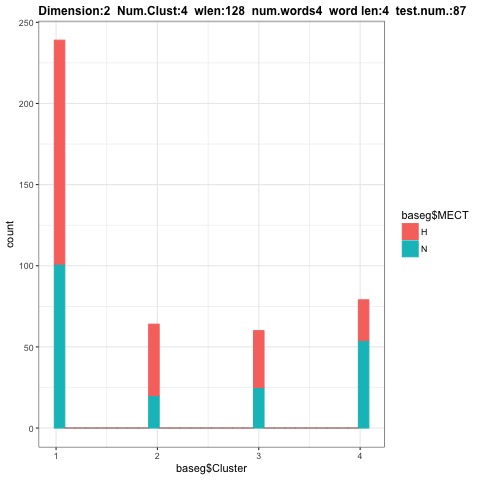 Dimension:2 Num.Clust:4 wlen:128 num.words4 word len:4 test.num.:87
250
200
150
100
50
0
count
1 2 3 4
baseg$Cluster
baseg$MECT
H
N